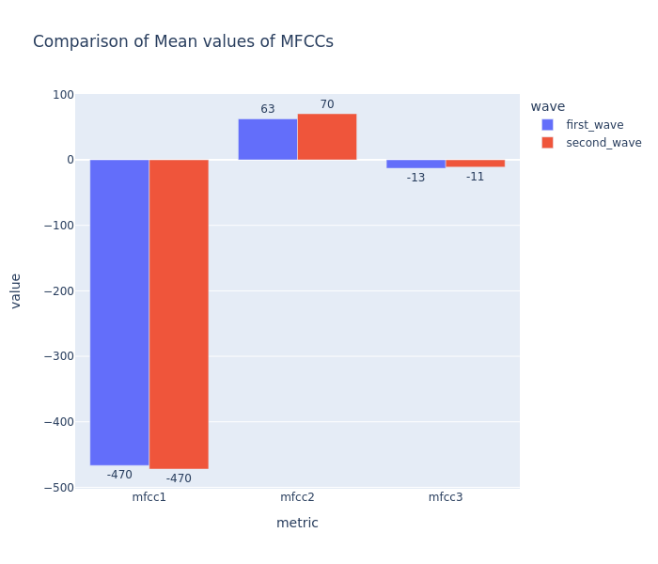 Comparison of Mean values of MFCCs
wave
first_wave
second_wave
value
100
0
−100
−200
−300
−400
−500
63
70
-13
-11
-470
-470
mfcc1
mfcc2
mfcc3
metric